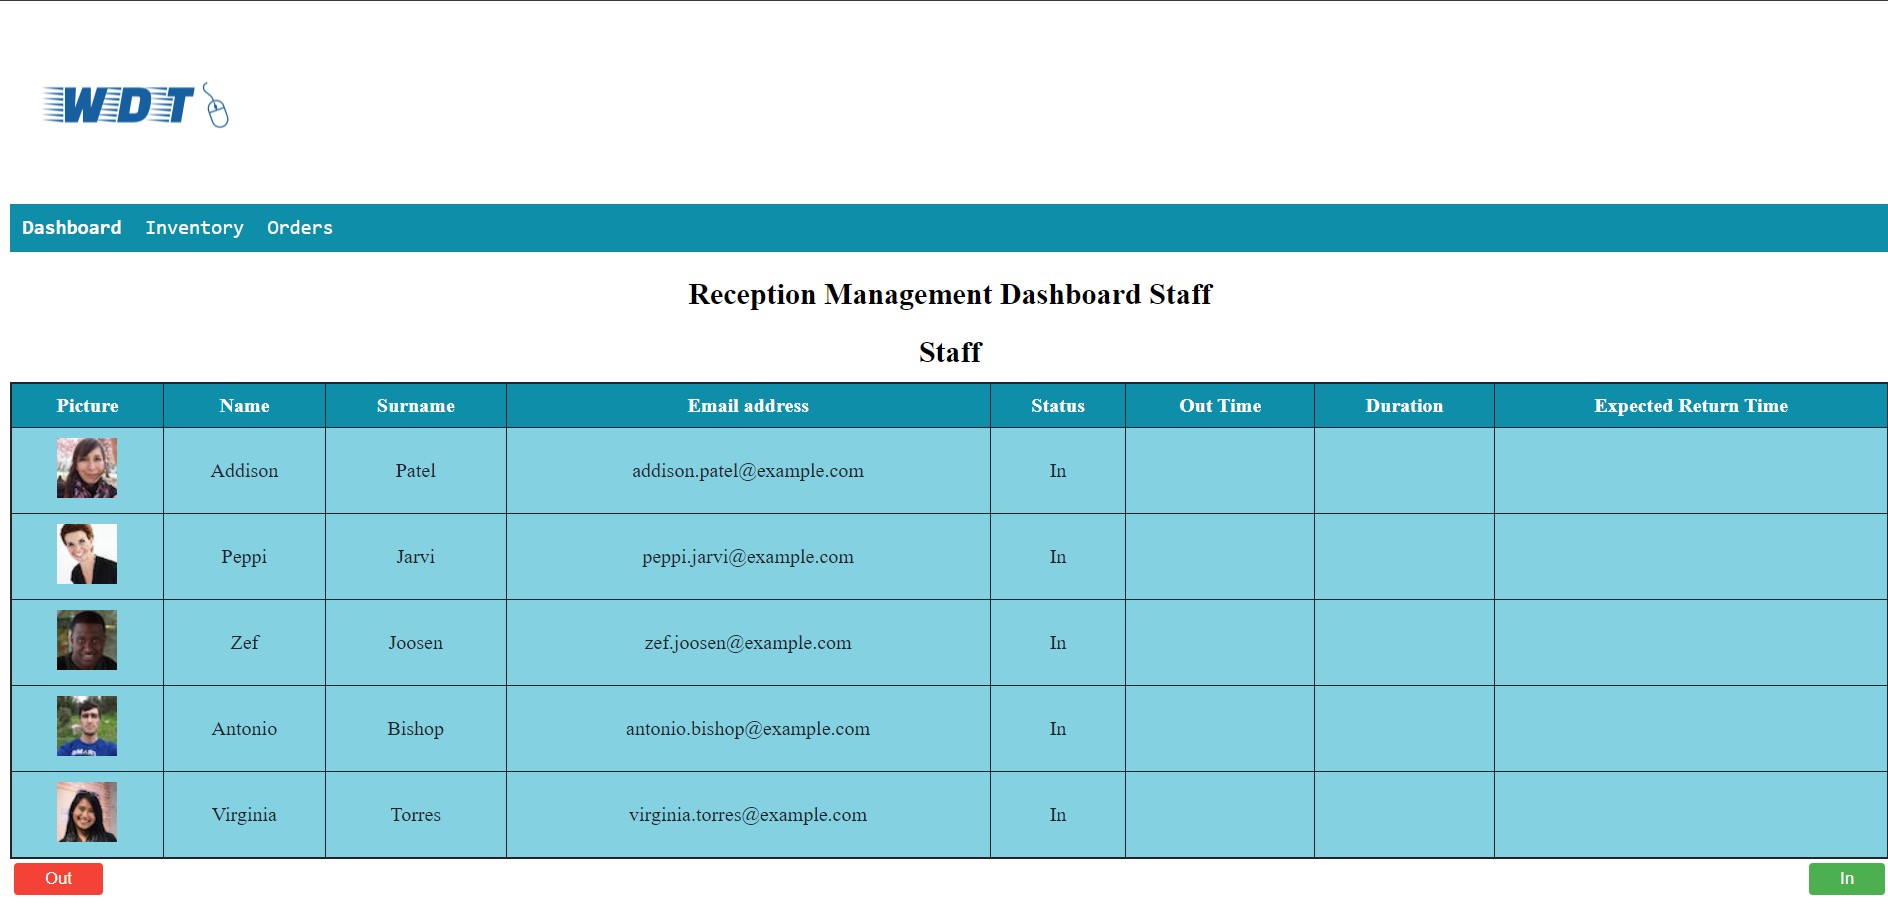 WDT
Dashboard Inventory Orders
Reception Management Dashboard Staff
Staff
Picture Name Surname Email address Status Out Time Duration Expected Return Time
Addison Patel addison.patel@example.com In
Peppi Jarvi peppi.jarvi@example.com In
Zef Joosen zef.joosen@example.com In
Antonio Bishop antonio.bishop@example.com In
Virginia Torres virginia.torres@example.com In
Out In